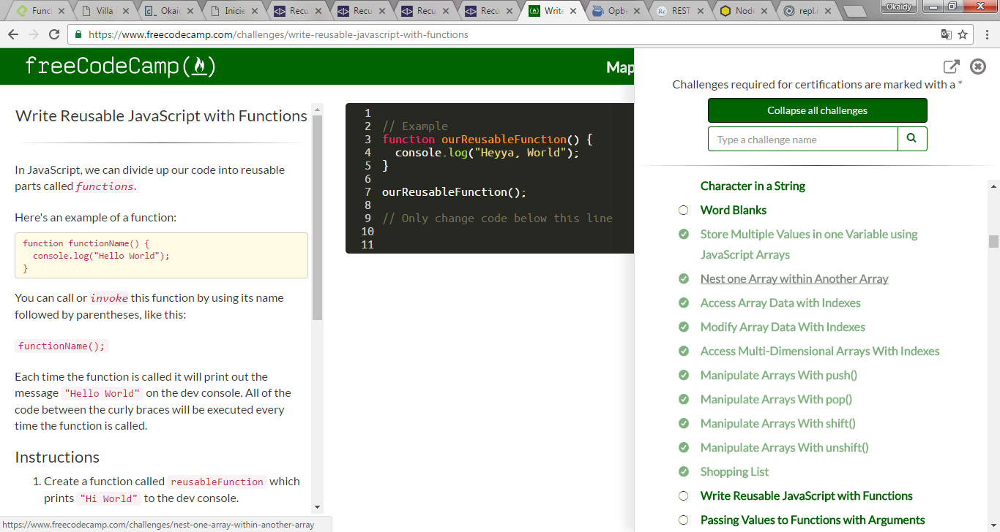 Funci
Villa
Okaid
Inicie
Recu
Recu
Recu
Recu
Write
Opbe
REST
Node
repl.i
Okaidy
https://www.freecodecamp.com/challenges/write-reusable-javascript-with-functions
freeCodeCamp
Map
Write Reusable JavaScript with Functions
In JavaScript, we can divide up our code into reusable
parts called functions.
Here's an example of a function:
function functionName() {
console.log("Hello World");
}
You can call or invoke this function by using its name
followed by parentheses, like this:
functionName();
Each time the function is called it will print out the
message "Hello World" on the dev console. All of the
code between the curly braces will be executed every
time the function is called.
Instructions
1. Create a function called reusableFunction which
prints "Hi World" to the dev console.
https://www.freecodecamp.com/challenges/nest-one-array-within-another-array
1
2 // Example
3 function ourReusableFunction() {
4 console.log("Heyya, World");
5 }
6
7 ourReusableFunction();
8
9 // Only change code below this line
10
11
Challenges required for certifications are marked with a *
Collapse all challenges
Type a challenge name
Character in a String
Word Blanks
Store Multiple Values in one Variable using
JavaScript Arrays
Nest one Array within Another Array
Access Array Data with Indexes
Modify Array Data With Indexes
Access Multi-Dimensional Arrays With Indexes
Manipulate Arrays With push()
Manipulate Arrays With pop()
Manipulate Arrays With shift()
Manipulate Arrays With unshift()
Shopping List
Write Reusable JavaScript with Functions
Passing Values to Functions with Arguments